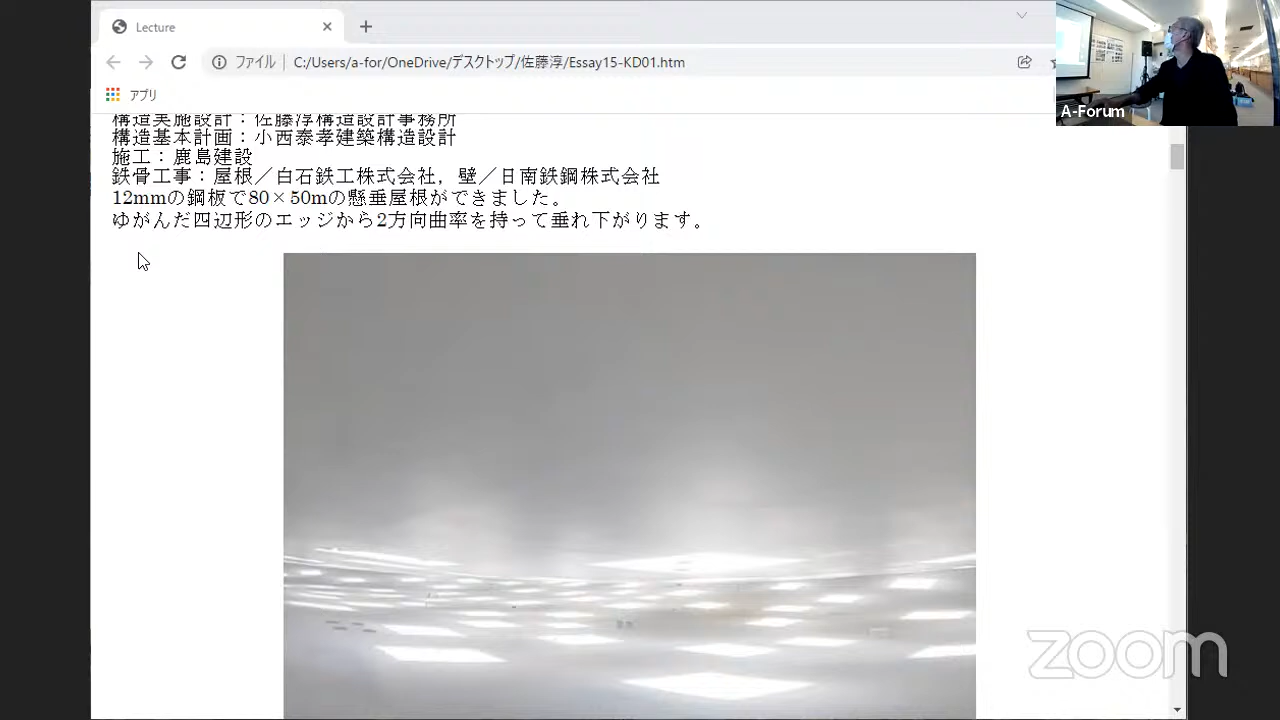 Lecture
ファイル C:/Users/a-for/OneDrive/デスクトップ/佐藤淳/Essay15-KD01.htm
アプリ
A-Forum
構造実施設計：佐藤淳構造設計事務所
構造基本計画：小西泰孝建築構造設計
施工：鹿島建設
鉄骨工事：屋根／白石鉄工株式会社，壁／日南鉄鋼株式会社
12mmの鋼板で80×50mの懸垂屋根ができました。
ゆがんだ四辺形のエッジから2方向曲率を持って垂れ下がります。
zoom